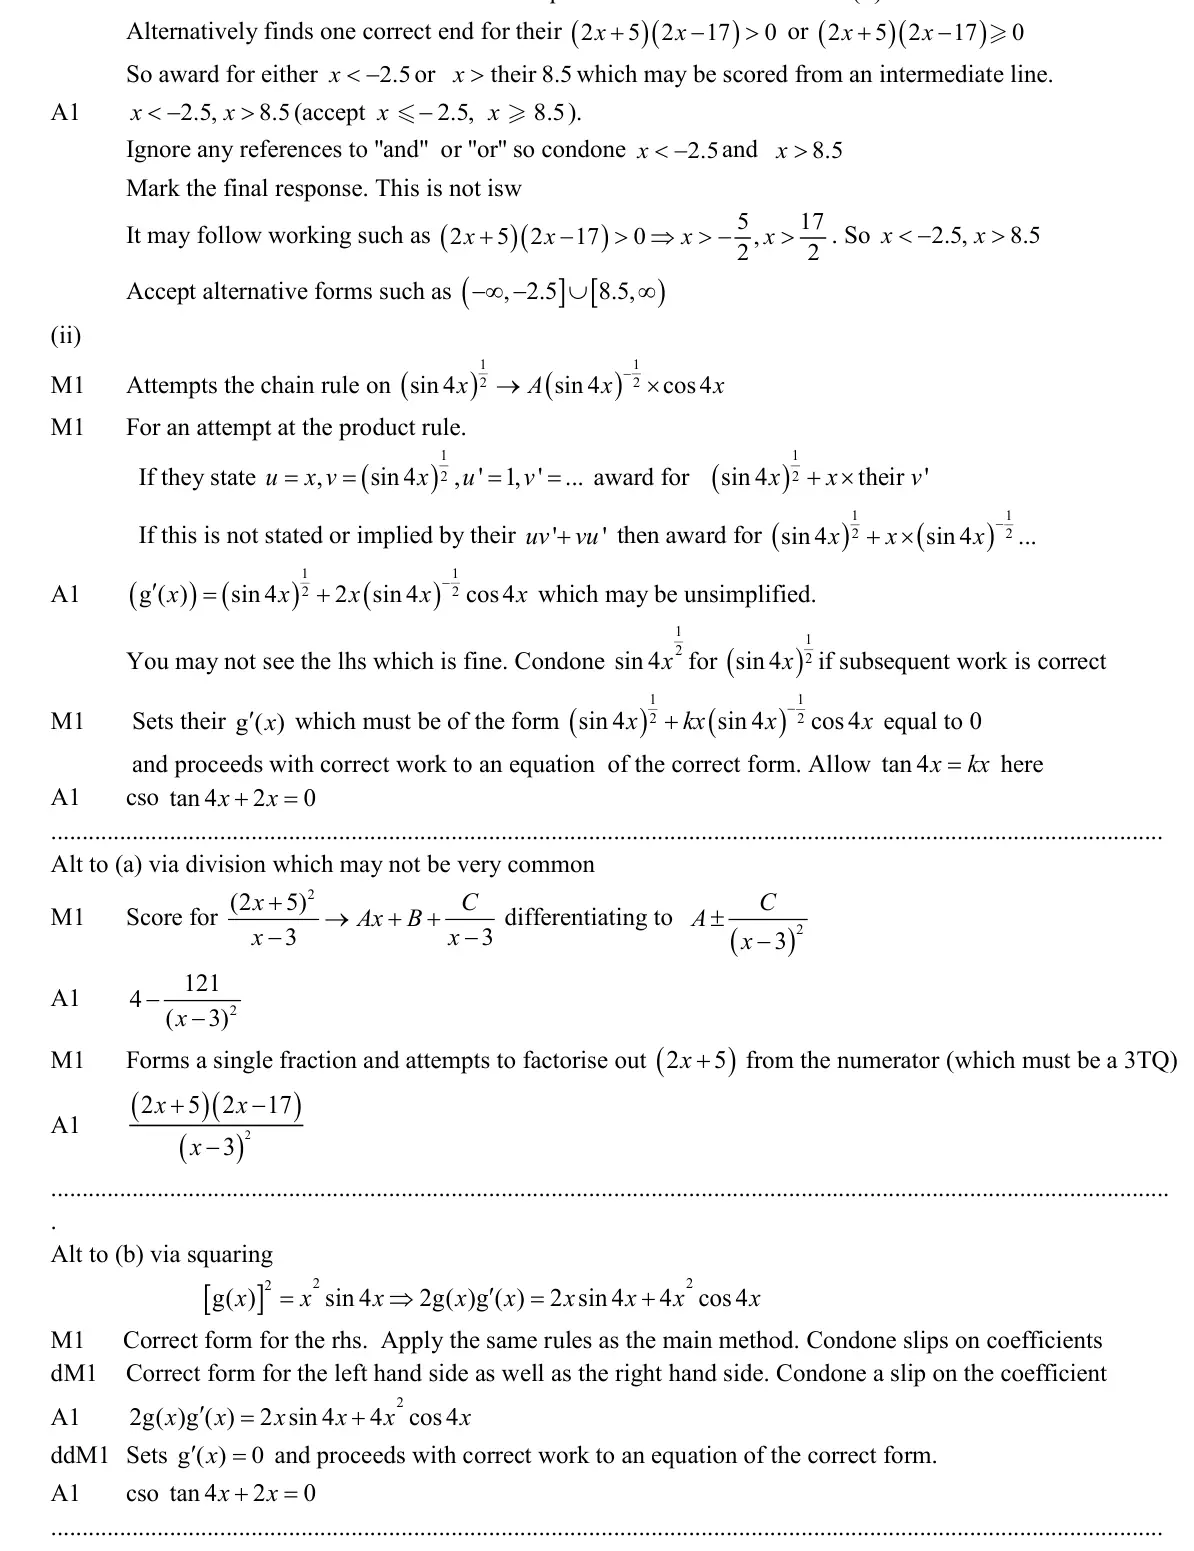 Alternatively finds one correct end for their (2x+5)(2x−17)>0 or (2x+5)(2x−17)⩾0
So award for either x < −2.5 or x > their 8.5 which may be scored from an intermediate line.
A1 x < −2.5, x > 8.5 (accept x ⩽ −2.5, x ⩾ 8.5).
Ignore any references to "and" or "or" so condone x < −2.5 and x > 8.5
Mark the final response. This is not isw
It may follow working such as (2x+5)(2x−17)>0 ⇒ x > −5/2, x > 17/2. So x < −2.5, x > 8.5
Accept alternative forms such as (−∞,−2.5]∪[8.5,∞)
(ii)
M1 Attempts the chain rule on (sin 4x)^(1/2) → A(sin 4x)^(−1/2) × cos 4x
M1 For an attempt at the product rule.
If they state u = x, v = (sin 4x)^(1/2), u' = 1, v' = ... award for (sin 4x)^(1/2) + x × their v'
If this is not stated or implied by their uv'+vu' then award for (sin 4x)^(1/2) + x×(sin 4x)^(−1/2) ...
A1 (g′(x)) = (sin 4x)^(1/2) + 2x(sin 4x)^(−1/2) cos 4x which may be unsimplified.
You may not see the lhs which is fine. Condone sin 4x^(1/2) for (sin 4x)^(1/2) if subsequent work is correct
M1 Sets their g′(x) which must be of the form (sin 4x)^(1/2) + kx(sin 4x)^(−1/2) cos 4x equal to 0
and proceeds with correct work to an equation of the correct form. Allow tan 4x = kx here
A1 cso tan 4x + 2x = 0
Alt to (a) via division which may not be very common
M1 Score for (2x+5)²/(x−3) → Ax + B + C/(x−3) differentiating to A ± C/(x−3)²
A1 4 − 121/(x−3)²
M1 Forms a single fraction and attempts to factorise out (2x+5) from the numerator (which must be a 3TQ)
A1 (2x+5)(2x−17)/(x−3)²
.
Alt to (b) via squaring
[g(x)]² = x² sin 4x ⇒ 2g(x)g′(x) = 2x sin 4x + 4x² cos 4x
M1 Correct form for the rhs. Apply the same rules as the main method. Condone slips on coefficients
dM1 Correct form for the left hand side as well as the right hand side. Condone a slip on the coefficient
A1 2g(x)g′(x) = 2x sin 4x + 4x² cos 4x
ddM1 Sets g′(x) = 0 and proceeds with correct work to an equation of the correct form.
A1 cso tan 4x + 2x = 0